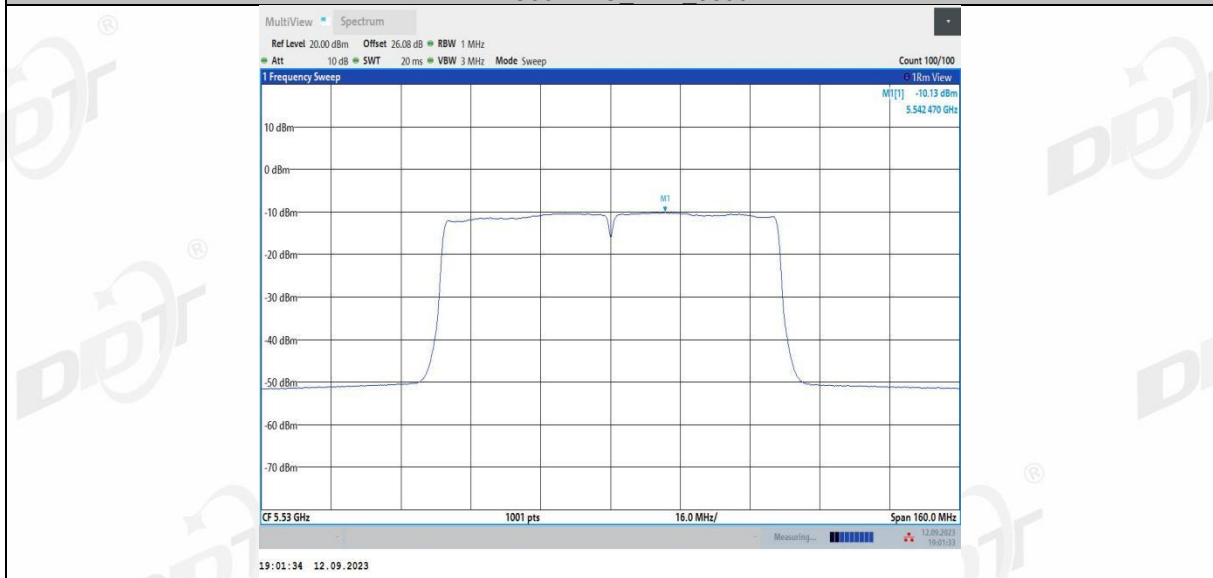 MultiView Spectrum
Ref Level 20.00 dBm Offset 26.08 dB RBW 1 MHz
Att 10 dB SWT 20 ms VBW 3 MHz Mode Sweep Count 100/100
1 Frequency Sweep 1Rm View
M1[1] -10.13 dBm
5.542 470 GHz
10 dBm
0 dBm
M1
-10 dBm
-20 dBm
-30 dBm
-40 dBm
-50 dBm
-60 dBm
-70 dBm
CF 5.53 GHz 1001 pts 16.0 MHz/ Span 160.0 MHz
Measuring... 12.09.2023
19:01:33
19:01:34 12.09.2023
DDT
®